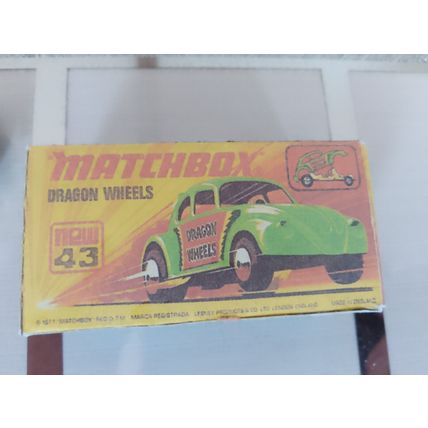 MATCHBOX
DRAGON WHEELS
new
43
DRAGON
WHEELS
MATCHBOX REG'D T.M. MARCA REGISTRADA LESNEY PRODUCTS & CO. LTD. LONDON ENGLAND
MADE IN ENGLAND